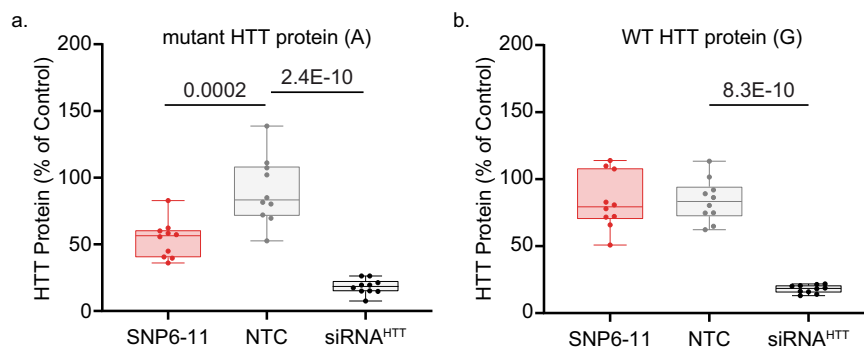 a.
mutant HTT protein (A)
HTT Protein (% of Control)
200
150
100
50
0
0.0002
2.4E-10
SNP6-11
NTC
siRNAᴴᵀᵀ
b.
WT HTT protein (G)
HTT Protein (% of Control)
200
150
100
50
0
8.3E-10
SNP6-11
NTC
siRNAᴴᵀᵀ